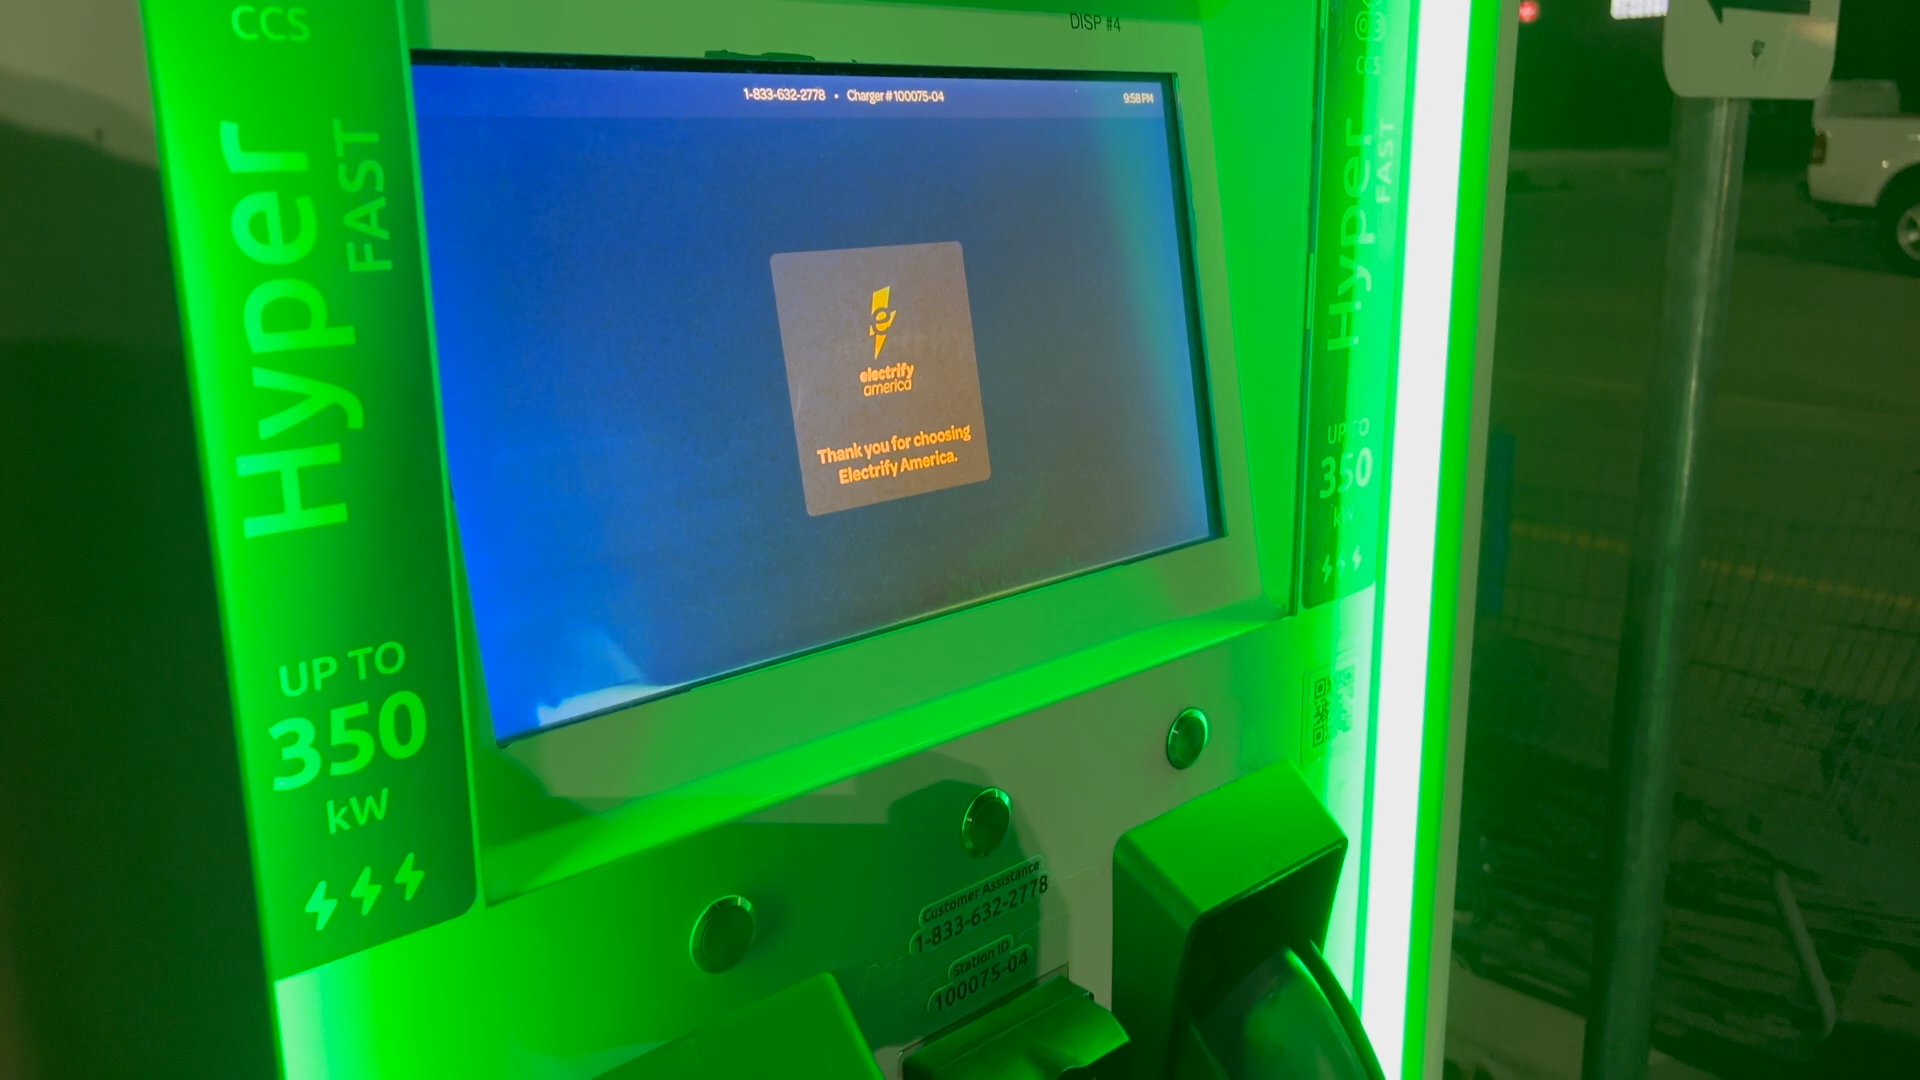 CCS
Hyper
FAST
UP TO
350
kW
DISP #4
1-833-632-2778 • Charger #100075-04
9:58 PM
electrify
america
Thank you for choosing
Electrify America.
Customer Assistance
1-833-632-2778
Station ID
100075-04
CCS
Hyper
FAST
UP TO
350
kW